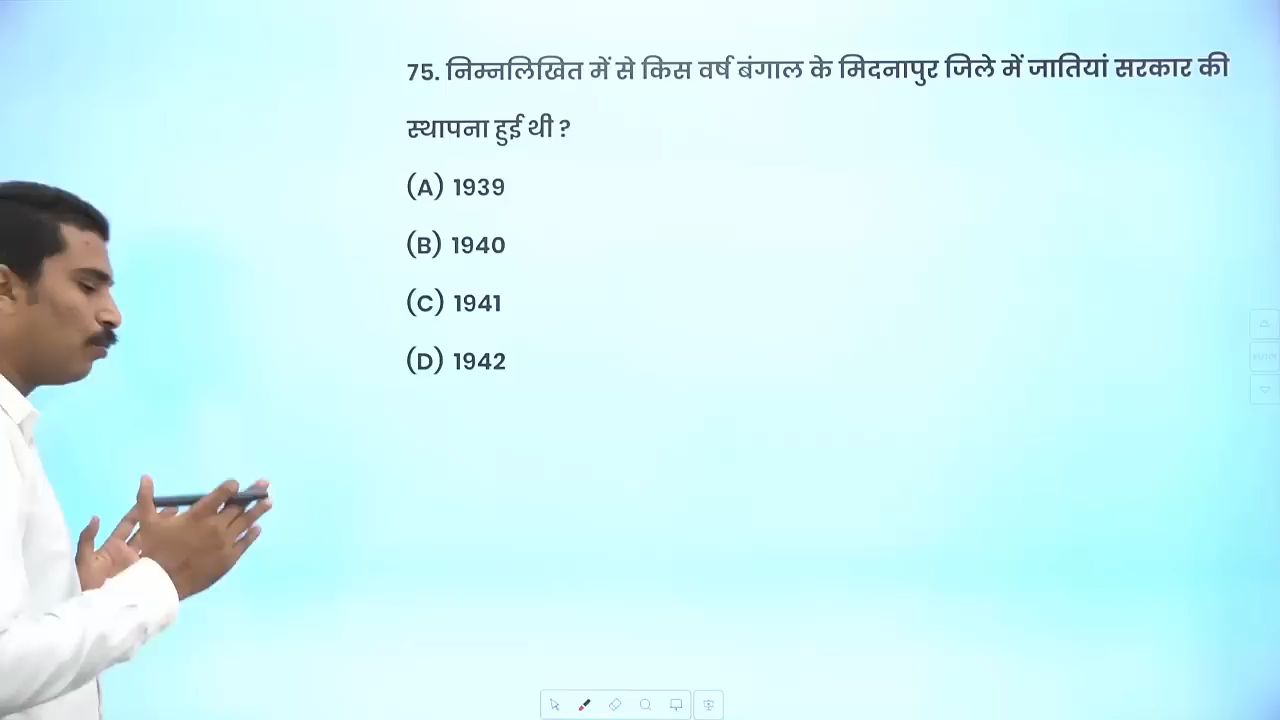 75. निम्नलिखित में से किस वर्ष बंगाल के मिदनापुर जिले में जातियां सरकार की
स्थापना हुई थी ?
(A) 1939
(B) 1940
(C) 1941
(D) 1942